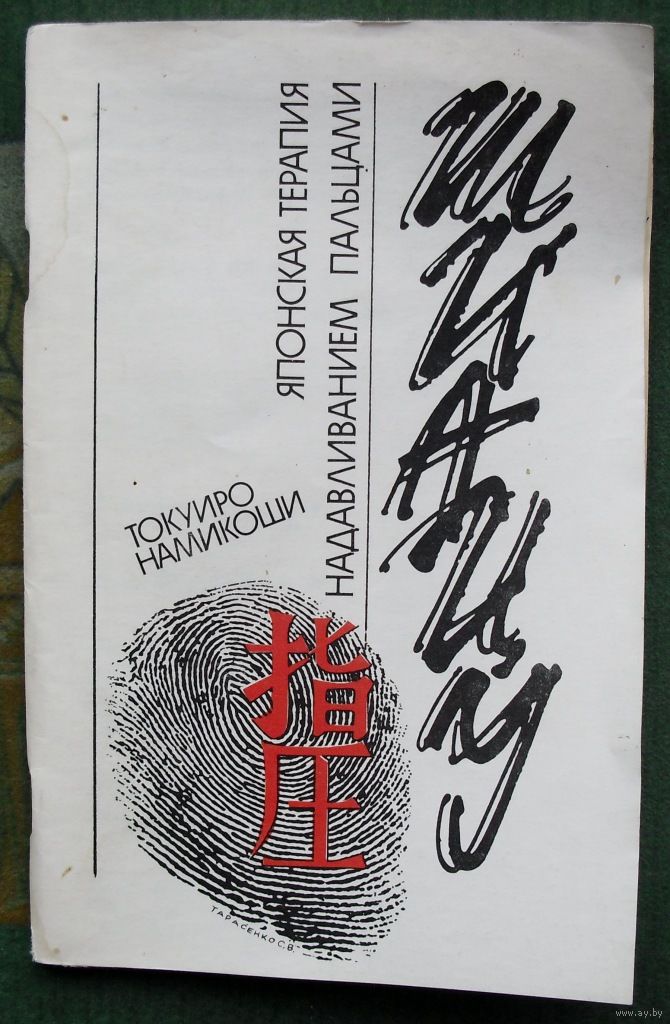 ШИАЦУ
ЯПОНСКАЯ ТЕРАПИЯ
НАДАВЛИВАНИЕМ ПАЛЬЦАМИ
ТОКУИРО
НАМИКОШИ
指
圧
ТАРАСЕНКО С.В.
www.ay.by